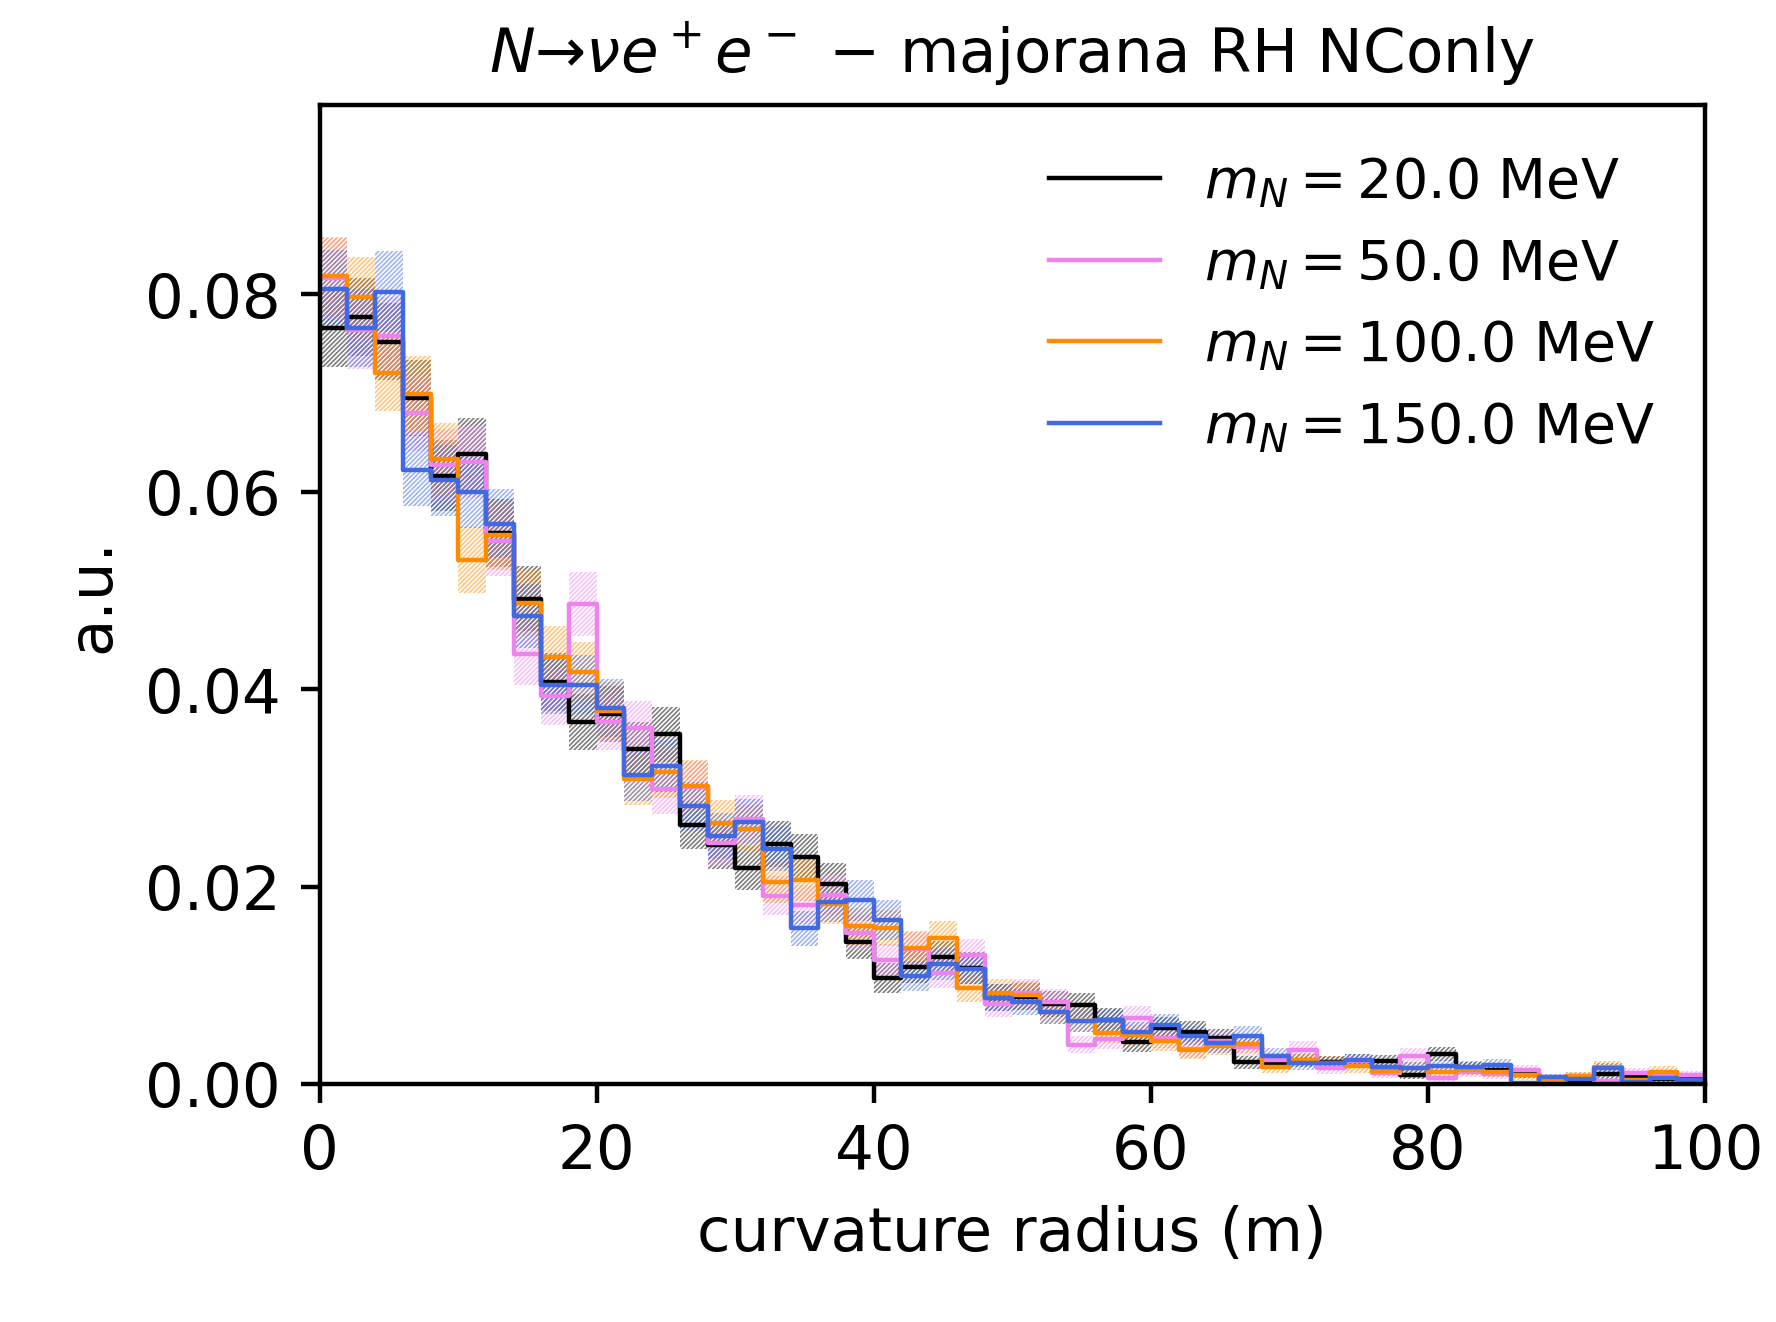 N→νe⁺e⁻ − majorana RH NConly
m_N = 20.0 MeV
m_N = 50.0 MeV
m_N = 100.0 MeV
m_N = 150.0 MeV
a.u.
0.08
0.06
0.04
0.02
0.00
0 20 40 60 80 100
curvature radius (m)